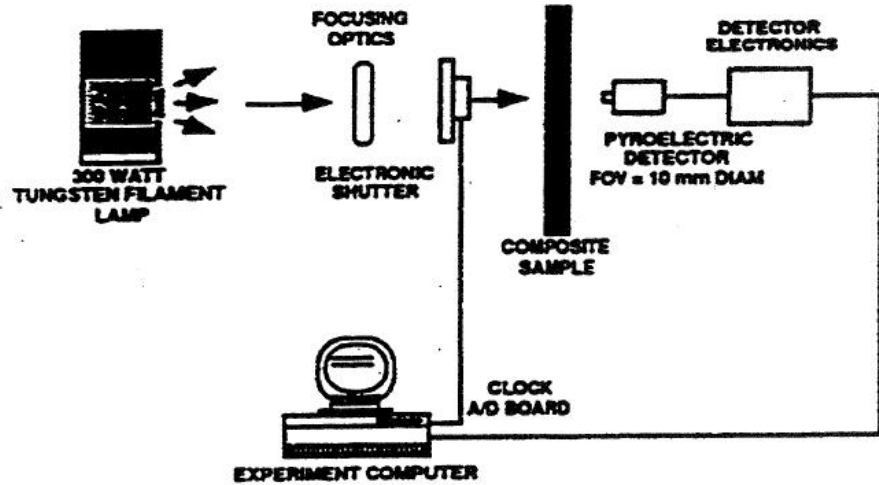 FOCUSING
OPTICS
DETECTOR
ELECTRONICS
300 WATT
TUNGSTEN FILAMENT
LAMP
ELECTRONIC
SHUTTER
PYROELECTRIC
DETECTOR
FOV = 10 mm DIAM
COMPOSITE
SAMPLE
CLOCK
A/D BOARD
EXPERIMENT COMPUTER